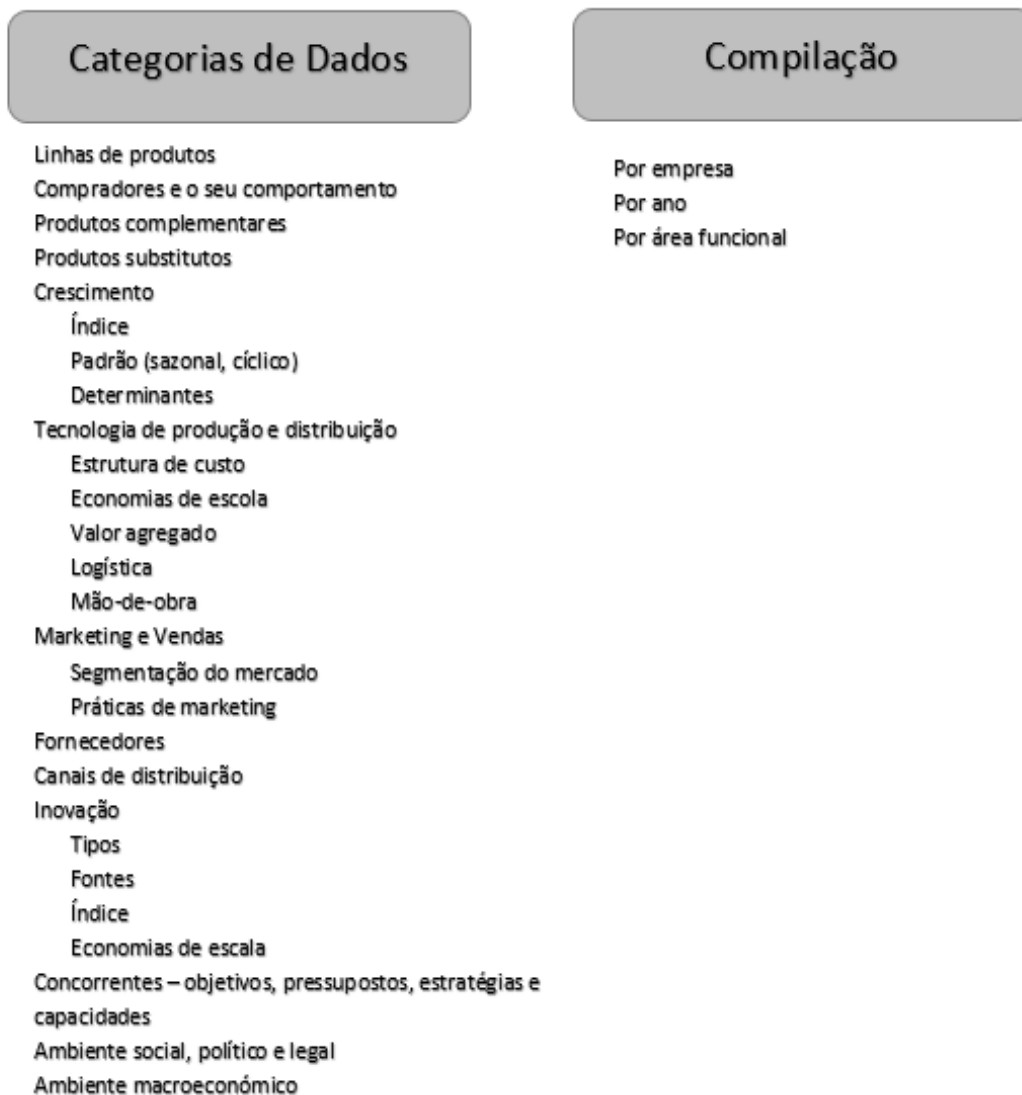 Categorias de Dados
Linhas de produtos
Compradores e o seu comportamento
Produtos complementares
Produtos substitutos
Crescimento
Índice
Padrão (sazonal, cíclico)
Determinantes
Tecnologia de produção e distribuição
Estrutura de custo
Economias de escola
Valor agregado
Logística
Mão-de-obra
Marketing e Vendas
Segmentação do mercado
Práticas de marketing
Fornecedores
Canais de distribuição
Inovação
Tipos
Fontes
Índice
Economias de escala
Concorrentes – objetivos, pressupostos, estratégias e
capacidades
Ambiente social, político e legal
Ambiente macroeconómico
Compilação
Por empresa
Por ano
Por área funcional